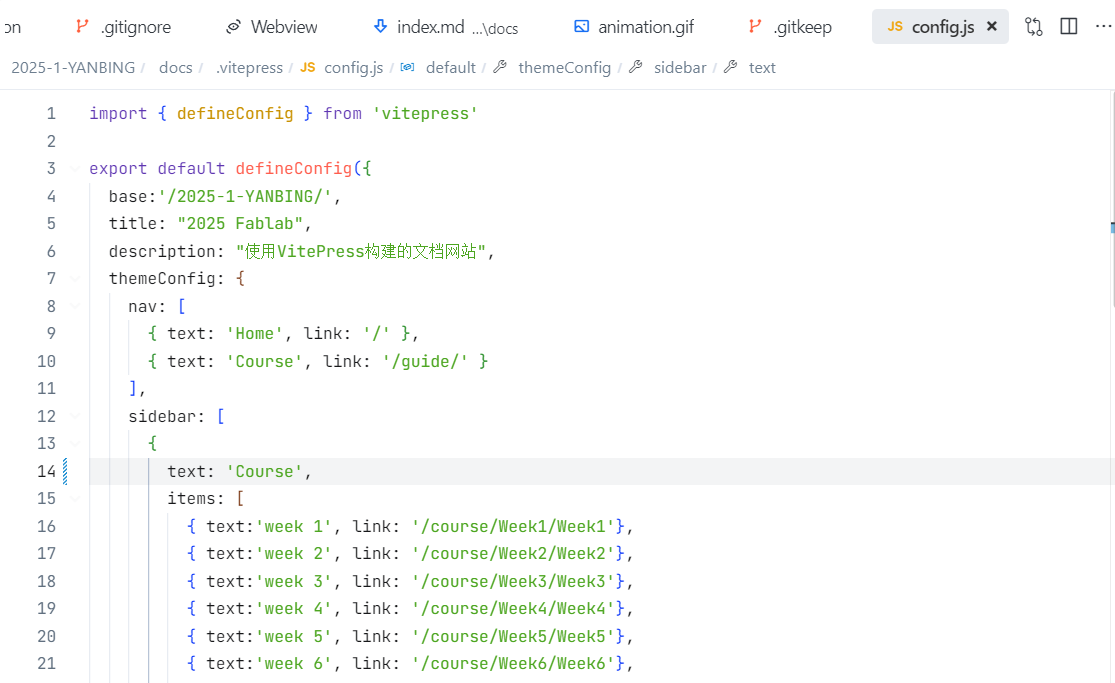 on .gitignore Webview index.md ...\docs animation.gif .gitkeep JS config.js
2025-1-YANBING / docs / .vitepress / JS config.js / default / themeConfig / sidebar / text
1 import { defineConfig } from 'vitepress'
2
3 export default defineConfig({
4 base:'/2025-1-YANBING/',
5 title: "2025 Fablab",
6 description: "使用VitePress构建的文档网站",
7 themeConfig: {
8 nav: [
9 { text: 'Home', link: '/' },
10 { text: 'Course', link: '/guide/' }
11 ],
12 sidebar: [
13 {
14 text: 'Course',
15 items: [
16 { text:'week 1', link: '/course/Week1/Week1'},
17 { text:'week 2', link: '/course/Week2/Week2'},
18 { text:'week 3', link: '/course/Week3/Week3'},
19 { text:'week 4', link: '/course/Week4/Week4'},
20 { text:'week 5', link: '/course/Week5/Week5'},
21 { text:'week 6', link: '/course/Week6/Week6'},